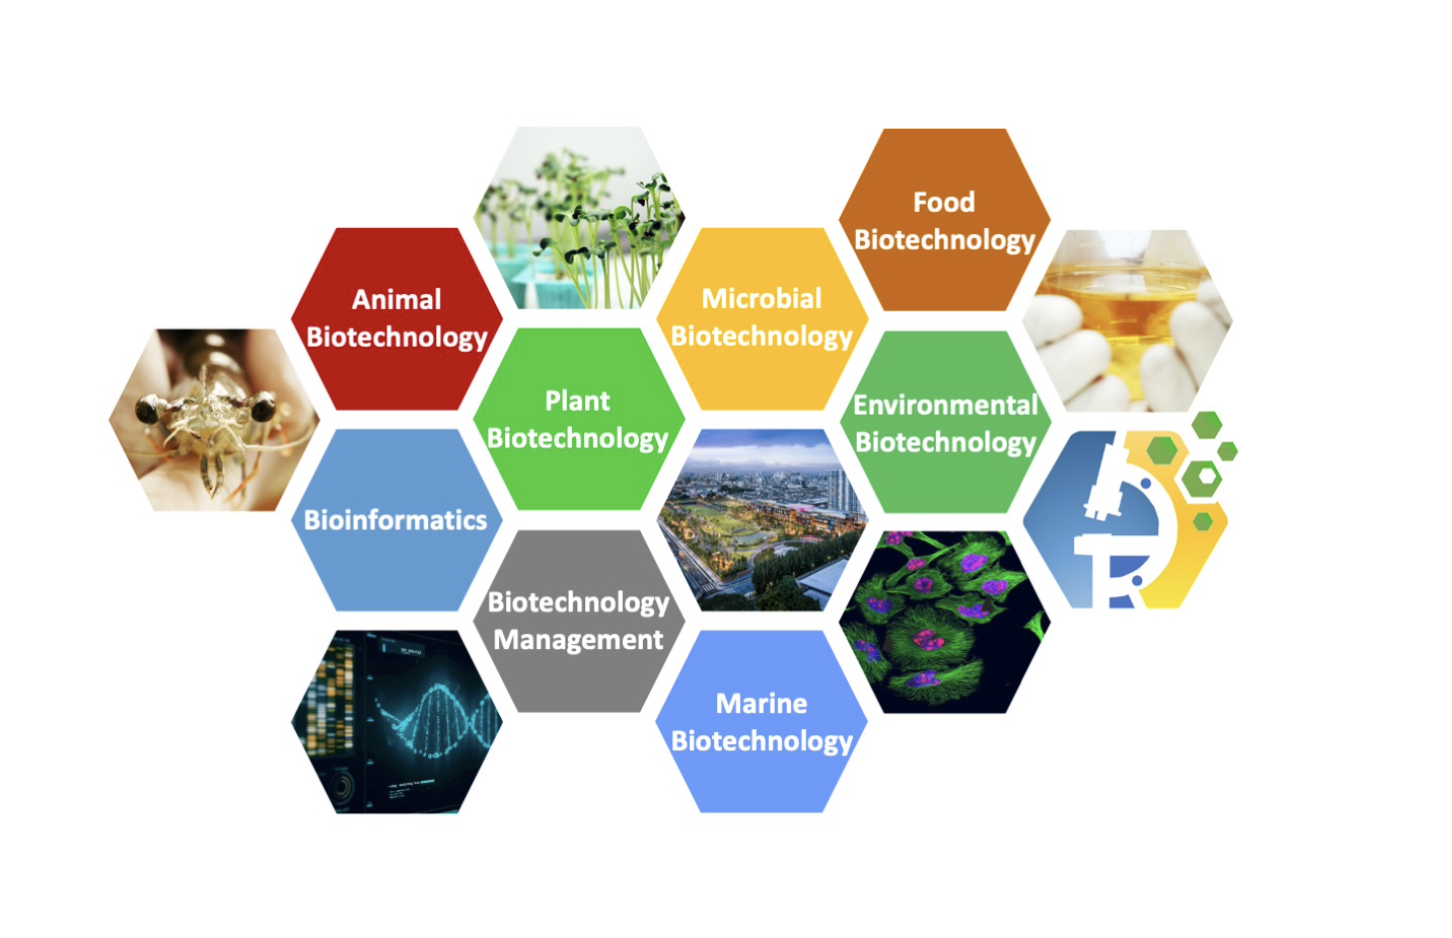 Food
Biotechnology
Animal
Biotechnology
Microbial
Biotechnology
Plant
Biotechnology
Environmental
Biotechnology
Bioinformatics
Biotechnology
Management
Marine
Biotechnology